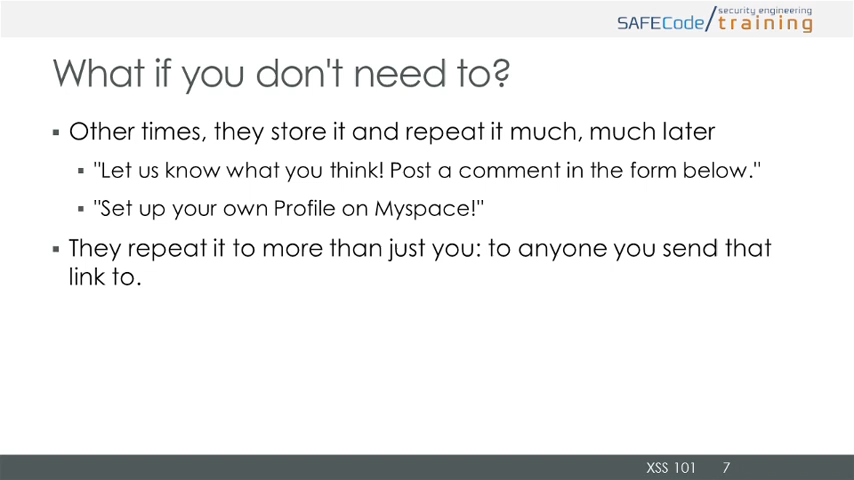 security engineering
SAFECode/training
What if you don't need to?
▪ Other times, they store it and repeat it much, much later
▪ "Let us know what you think! Post a comment in the form below."
▪ "Set up your own Profile on Myspace!"
▪ They repeat it to more than just you: to anyone you send that
link to.
XSS 101 7